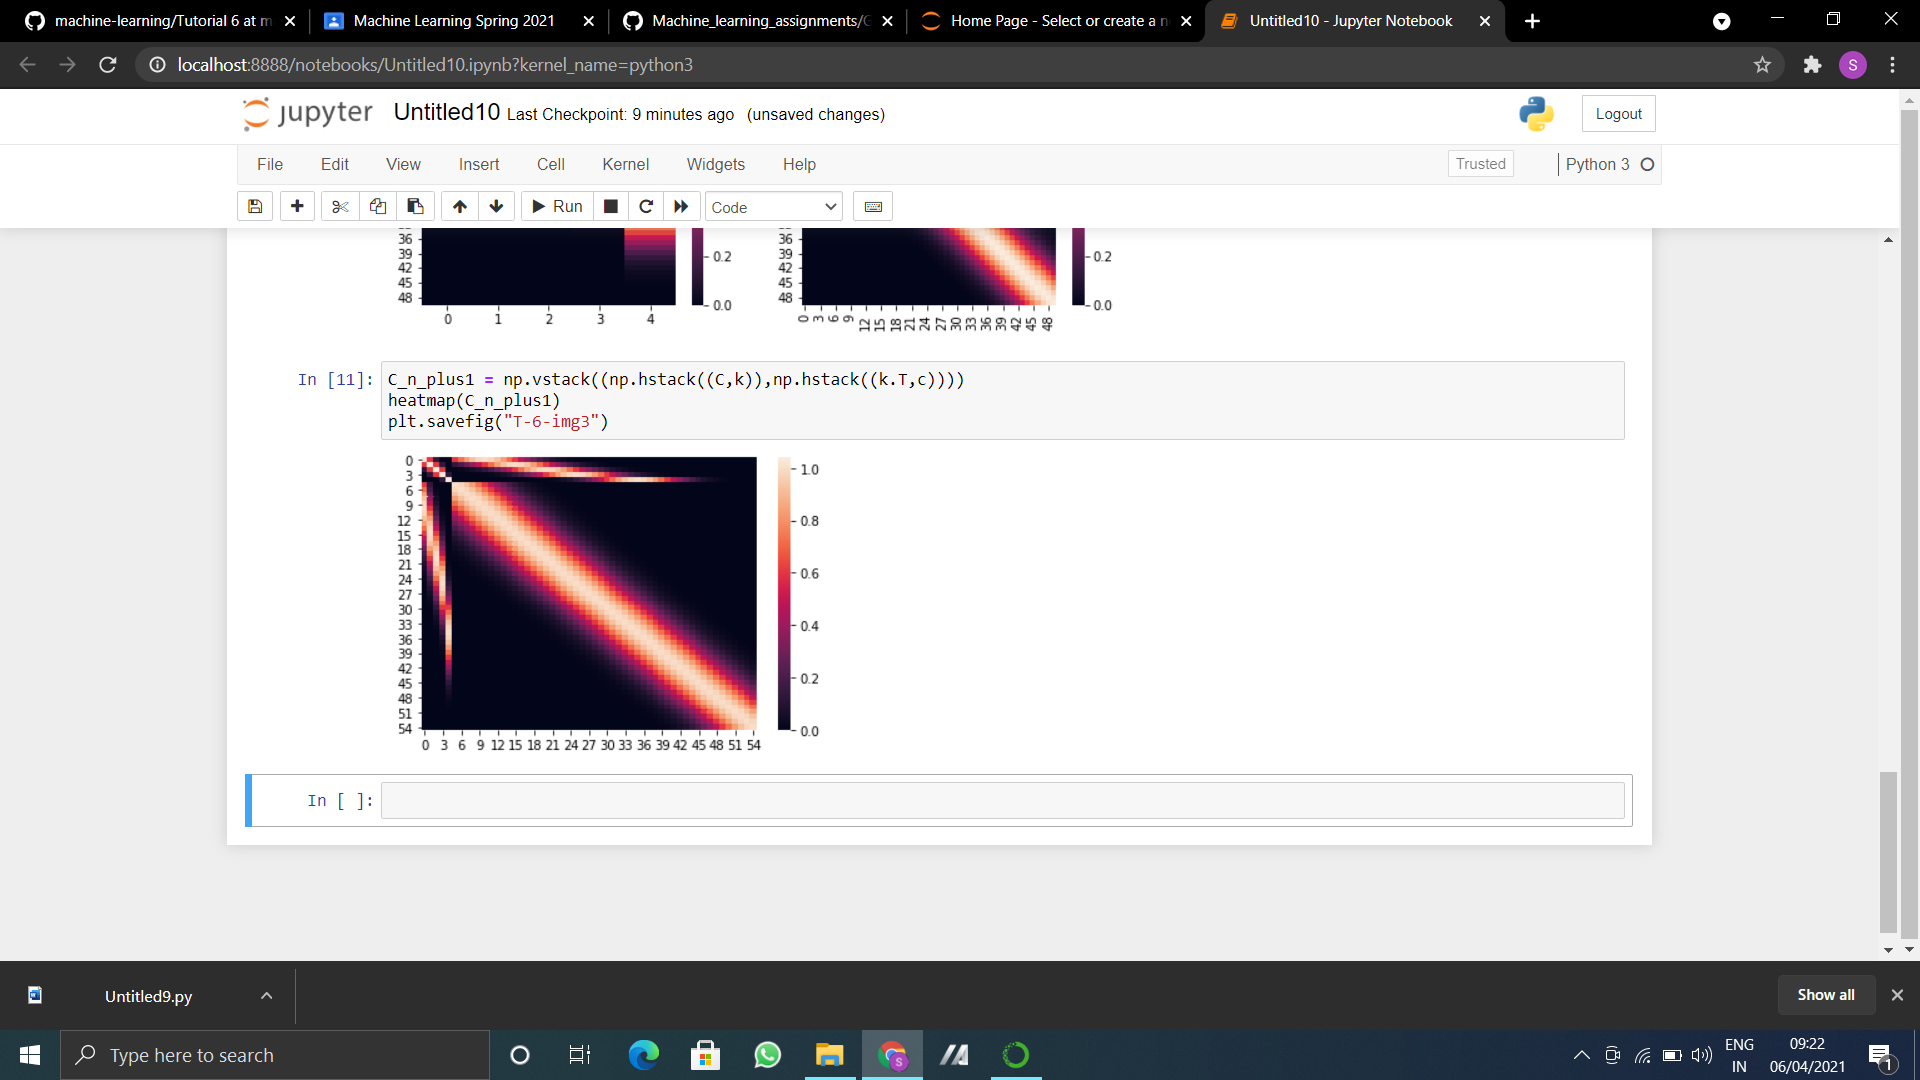 machine-learning/Tutorial 6 at m
Machine Learning Spring 2021
Machine_learning_assignments/G
Home Page - Select or create a n
Untitled10 - Jupyter Notebook
localhost:8888/notebooks/Untitled10.ipynb?kernel_name=python3
S
jupyter Untitled10 Last Checkpoint: 9 minutes ago (unsaved changes)
Logout
File Edit View Insert Cell Kernel Widgets Help
Trusted
Python 3
Run
Code
36
39
42
45
48
0 1 2 3 4
0.2
0.0
36
39
42
45
48
0 3 6 9 12 15 18 21 24 27 30 33 36 39 42 45 48
0.2
0.0
In [11]:
C_n_plus1 = np.vstack((np.hstack((C,k)),np.hstack((k.T,c))))
heatmap(C_n_plus1)
plt.savefig("T-6-img3")
0
3
6
9
12
15
18
21
24
27
30
33
36
39
42
45
48
51
54
0 3 6 9 12 15 18 21 24 27 30 33 36 39 42 45 48 51 54
1.0
0.8
0.6
0.4
0.2
0.0
In [ ]:
Untitled9.py
Show all
Type here to search
S
ENG
IN
09:22
06/04/2021
1